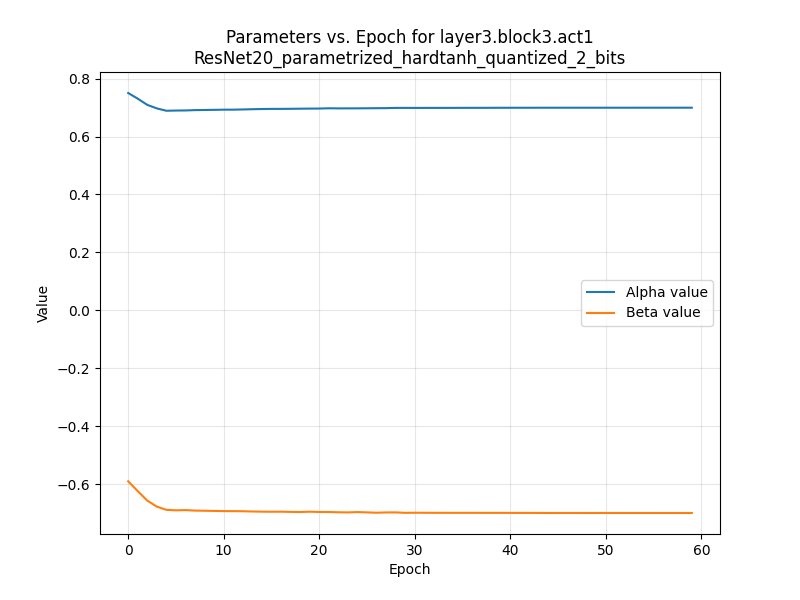 Parameters vs. Epoch for layer3.block3.act1
ResNet20_parametrized_hardtanh_quantized_2_bits
0.8
0.6
0.4
0.2
0.0
−0.2
−0.4
−0.6
Value
Alpha value
Beta value
0 10 20 30 40 50 60
Epoch